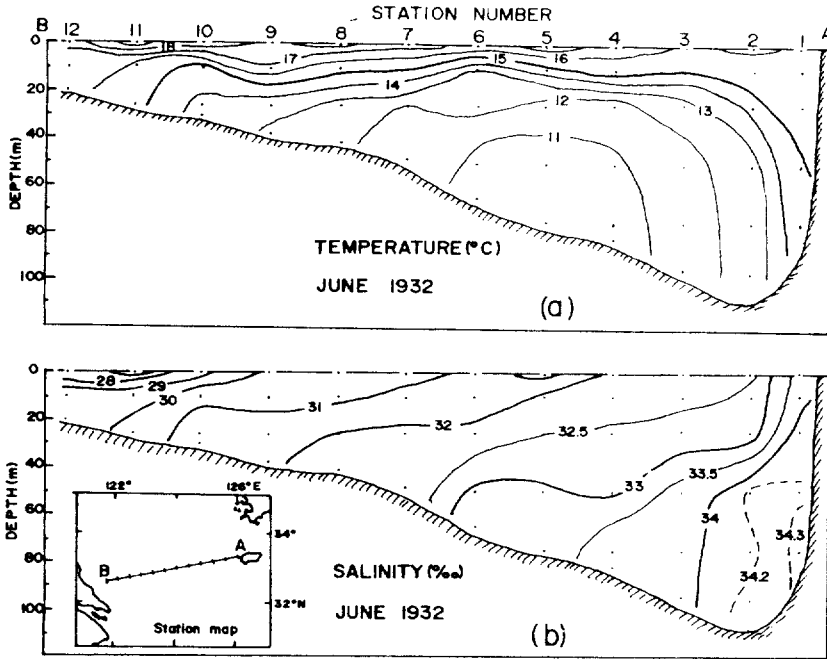 STATION NUMBER
B 12 11 10 9 8 7 6 5 4 3 2 1 A
0 18 17 15 16
20 14 12 13
40 11
60
80
100
DEPTH(m)
TEMPERATURE(°C)
JUNE 1932
(a)
0 28 29
30 31 32 32.5
20
40 33 33.5
34
60
80 34.2 34.3
100
DEPTH(m)
122° 126°E
34°
A
B
32°N
Station map
SALINITY(‰)
JUNE 1932
(b)